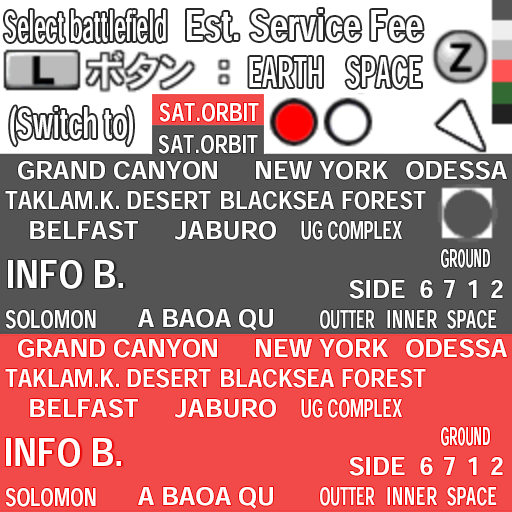 Select battlefield Est. Service Fee
L ボタン : EARTH SPACE Z
(Switch to) SAT.ORBIT
SAT.ORBIT
GRAND CANYON NEW YORK ODESSA
TAKLAM.K. DESERT BLACKSEA FOREST
BELFAST JABURO UG COMPLEX
GROUND
INFO B.
SIDE 6 7 1 2
SOLOMON A BAOA QU OUTTER INNER SPACE
GRAND CANYON NEW YORK ODESSA
TAKLAM.K. DESERT BLACKSEA FOREST
BELFAST JABURO UG COMPLEX
GROUND
INFO B.
SIDE 6 7 1 2
SOLOMON A BAOA QU OUTTER INNER SPACE